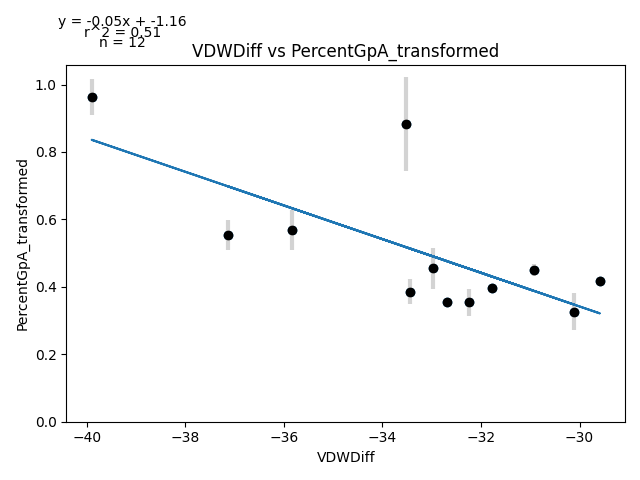 y = -0.05x + -1.16
r^2 = 0.51
n = 12
VDWDiff vs PercentGpA_transformed
PercentGpA_transformed
1.0
0.8
0.6
0.4
0.2
0.0
−40
−38
−36
−34
−32
−30
VDWDiff